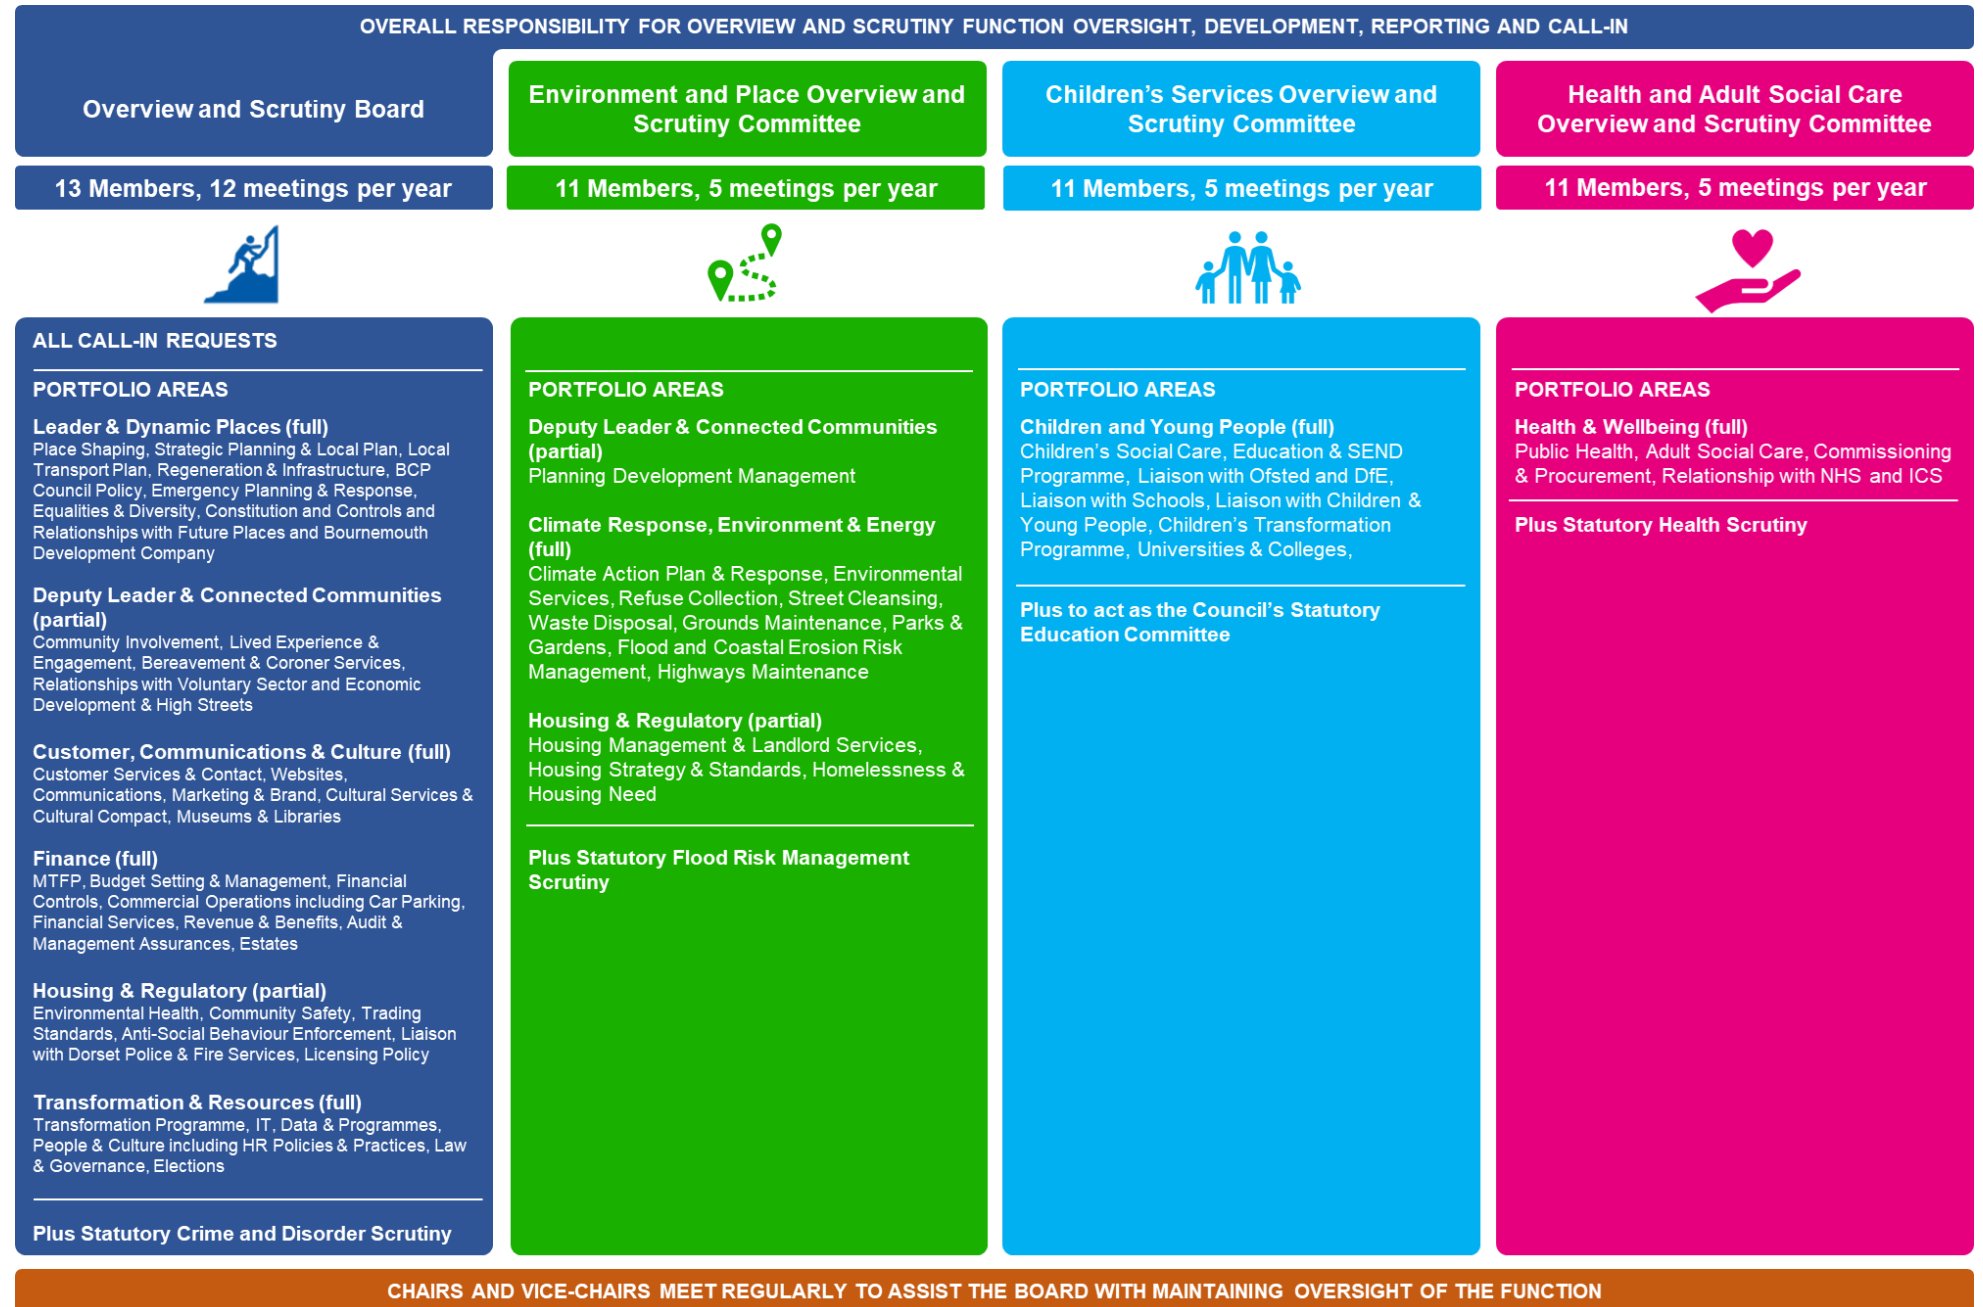 OVERALL RESPONSIBILITY FOR OVERVIEW AND SCRUTINY FUNCTION OVERSIGHT, DEVELOPMENT, REPORTING AND CALL-IN
Overview and Scrutiny Board
13 Members, 12 meetings per year
ALL CALL-IN REQUESTS
PORTFOLIO AREAS
Leader & Dynamic Places (full)
Place Shaping, Strategic Planning & Local Plan, Local
Transport Plan, Regeneration & Infrastructure, BCP
Council Policy, Emergency Planning & Response,
Equalities & Diversity, Constitution and Controls and
Relationships with Future Places and Bournemouth
Development Company
Deputy Leader & Connected Communities
(partial)
Community Involvement, Lived Experience &
Engagement, Bereavement & Coroner Services,
Relationships with Voluntary Sector and Economic
Development & High Streets
Customer, Communications & Culture (full)
Customer Services & Contact, Websites,
Communications, Marketing & Brand, Cultural Services &
Cultural Compact, Museums & Libraries
Finance (full)
MTFP, Budget Setting & Management, Financial
Controls, Commercial Operations including Car Parking,
Financial Services, Revenue & Benefits, Audit &
Management Assurances, Estates
Housing & Regulatory (partial)
Environmental Health, Community Safety, Trading
Standards, Anti-Social Behaviour Enforcement, Liaison
with Dorset Police & Fire Services, Licensing Policy
Transformation & Resources (full)
Transformation Programme, IT, Data & Programmes,
People & Culture including HR Policies & Practices, Law
& Governance, Elections
Plus Statutory Crime and Disorder Scrutiny
Environment and Place Overview and
Scrutiny Committee
11 Members, 5 meetings per year
PORTFOLIO AREAS
Deputy Leader & Connected Communities
(partial)
Planning Development Management
Climate Response, Environment & Energy
(full)
Climate Action Plan & Response, Environmental
Services, Refuse Collection, Street Cleansing,
Waste Disposal, Grounds Maintenance, Parks &
Gardens, Flood and Coastal Erosion Risk
Management, Highways Maintenance
Housing & Regulatory (partial)
Housing Management & Landlord Services,
Housing Strategy & Standards, Homelessness &
Housing Need
Plus Statutory Flood Risk Management
Scrutiny
Children’s Services Overview and
Scrutiny Committee
11 Members, 5 meetings per year
PORTFOLIO AREAS
Children and Young People (full)
Children’s Social Care, Education & SEND
Programme, Liaison with Ofsted and DfE,
Liaison with Schools, Liaison with Children &
Young People, Children’s Transformation
Programme, Universities & Colleges,
Plus to act as the Council’s Statutory
Education Committee
Health and Adult Social Care
Overview and Scrutiny Committee
11 Members, 5 meetings per year
PORTFOLIO AREAS
Health & Wellbeing (full)
Public Health, Adult Social Care, Commissioning
& Procurement, Relationship with NHS and ICS
Plus Statutory Health Scrutiny
CHAIRS AND VICE-CHAIRS MEET REGULARLY TO ASSIST THE BOARD WITH MAINTAINING OVERSIGHT OF THE FUNCTION